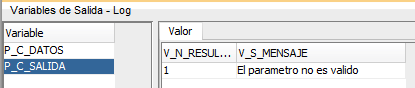 Variables de Salida - Log
Variable
Valor
P_C_DATOS
V_N_RESUL... V_S_MENSAJE
P_C_SALIDA
1 El parametro no es valido